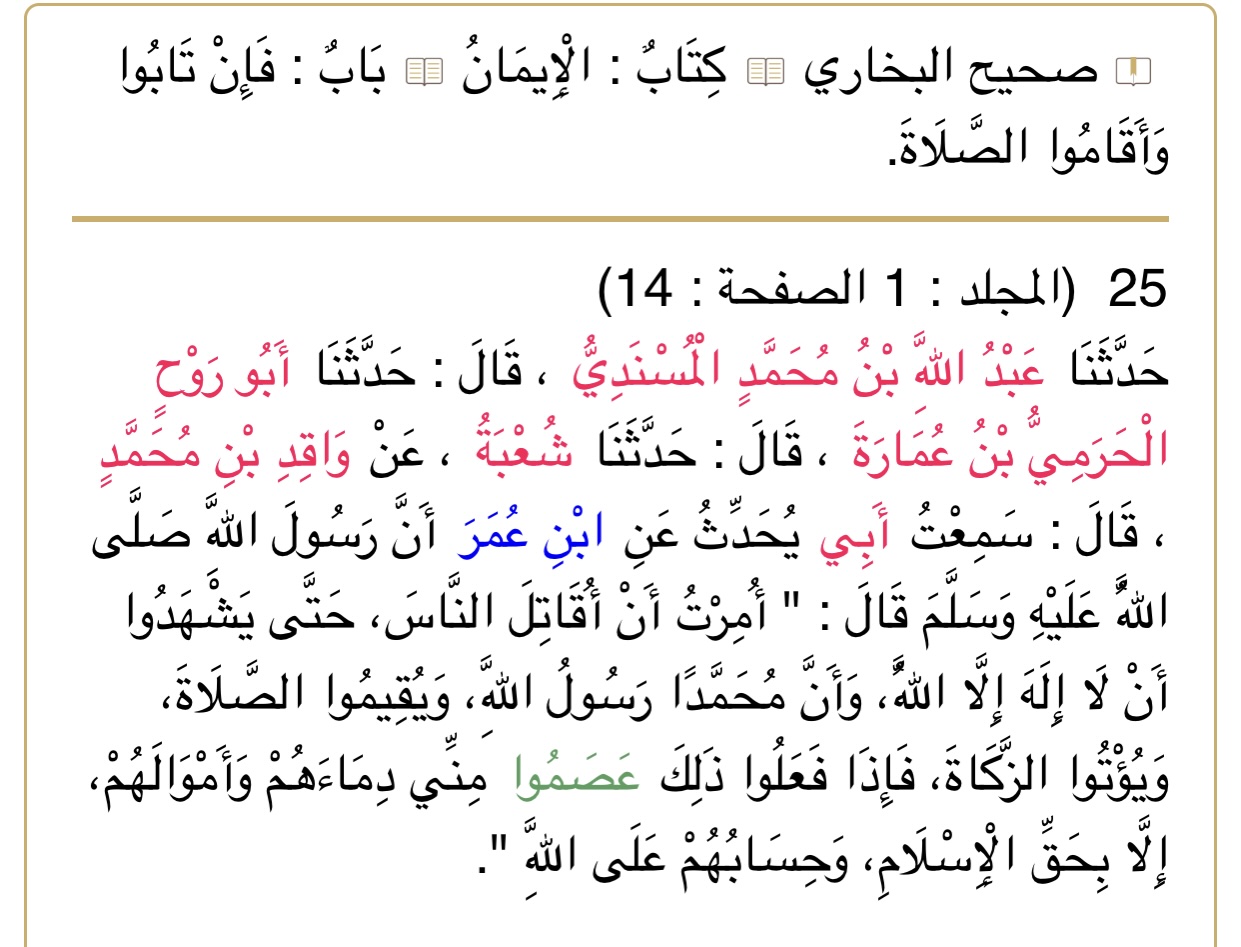 صحيح البخاري كِتَابٌ : الْإِيمَانُ بَابٌ : فَإِنْ تَابُوا
وَأَقَامُوا الصَّلَاةَ.
25 (المجلد : 1 الصفحة : 14)
حَدَّثَنَا عَبْدُ اللَّهِ بْنُ مُحَمَّدٍ الْمُسْنَدِيُّ ، قَالَ : حَدَّثَنَا أَبُو رَوْحٍ
الْحَرَمِيُّ بْنُ عُمَارَةَ ، قَالَ : حَدَّثَنَا شُعْبَةُ ، عَنْ وَاقِدِ بْنِ مُحَمَّدٍ
، قَالَ : سَمِعْتُ أَبِي يُحَدِّثُ عَنِ ابْنِ عُمَرَ أَنَّ رَسُولَ اللَّهِ صَلَّى
اللَّهُ عَلَيْهِ وَسَلَّمَ قَالَ : " أُمِرْتُ أَنْ أُقَاتِلَ النَّاسَ، حَتَّى يَشْهَدُوا
أَنْ لَا إِلَهَ إِلَّا اللَّهُ، وَأَنَّ مُحَمَّدًا رَسُولُ اللَّهِ، وَيُقِيمُوا الصَّلَاةَ،
وَيُؤْتُوا الزَّكَاةَ، فَإِذَا فَعَلُوا ذَلِكَ عَصَمُوا مِنِّي دِمَاءَهُمْ وَأَمْوَالَهُمْ،
إِلَّا بِحَقِّ الْإِسْلَامِ، وَحِسَابُهُمْ عَلَى اللَّهِ ".